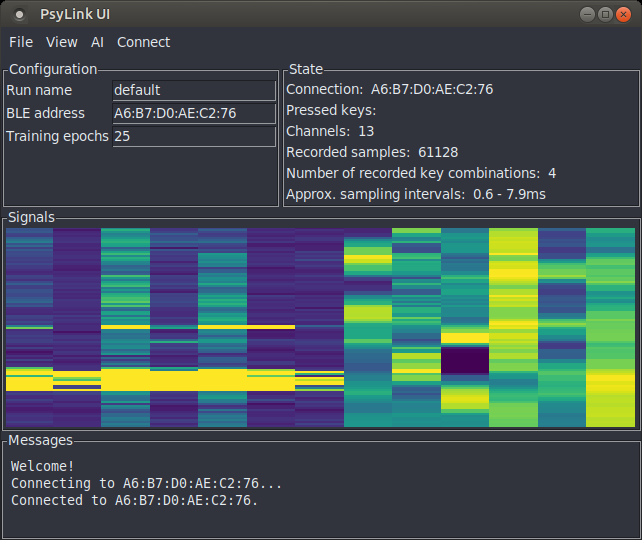 PsyLink UI
File View AI Connect
Configuration
Run name default
BLE address A6:B7:D0:AE:C2:76
Training epochs 25
State
Connection: A6:B7:D0:AE:C2:76
Pressed keys:
Channels: 13
Recorded samples: 61128
Number of recorded key combinations: 4
Approx. sampling intervals: 0.6 - 7.9ms
Signals
Messages
Welcome!
Connecting to A6:B7:D0:AE:C2:76...
Connected to A6:B7:D0:AE:C2:76.